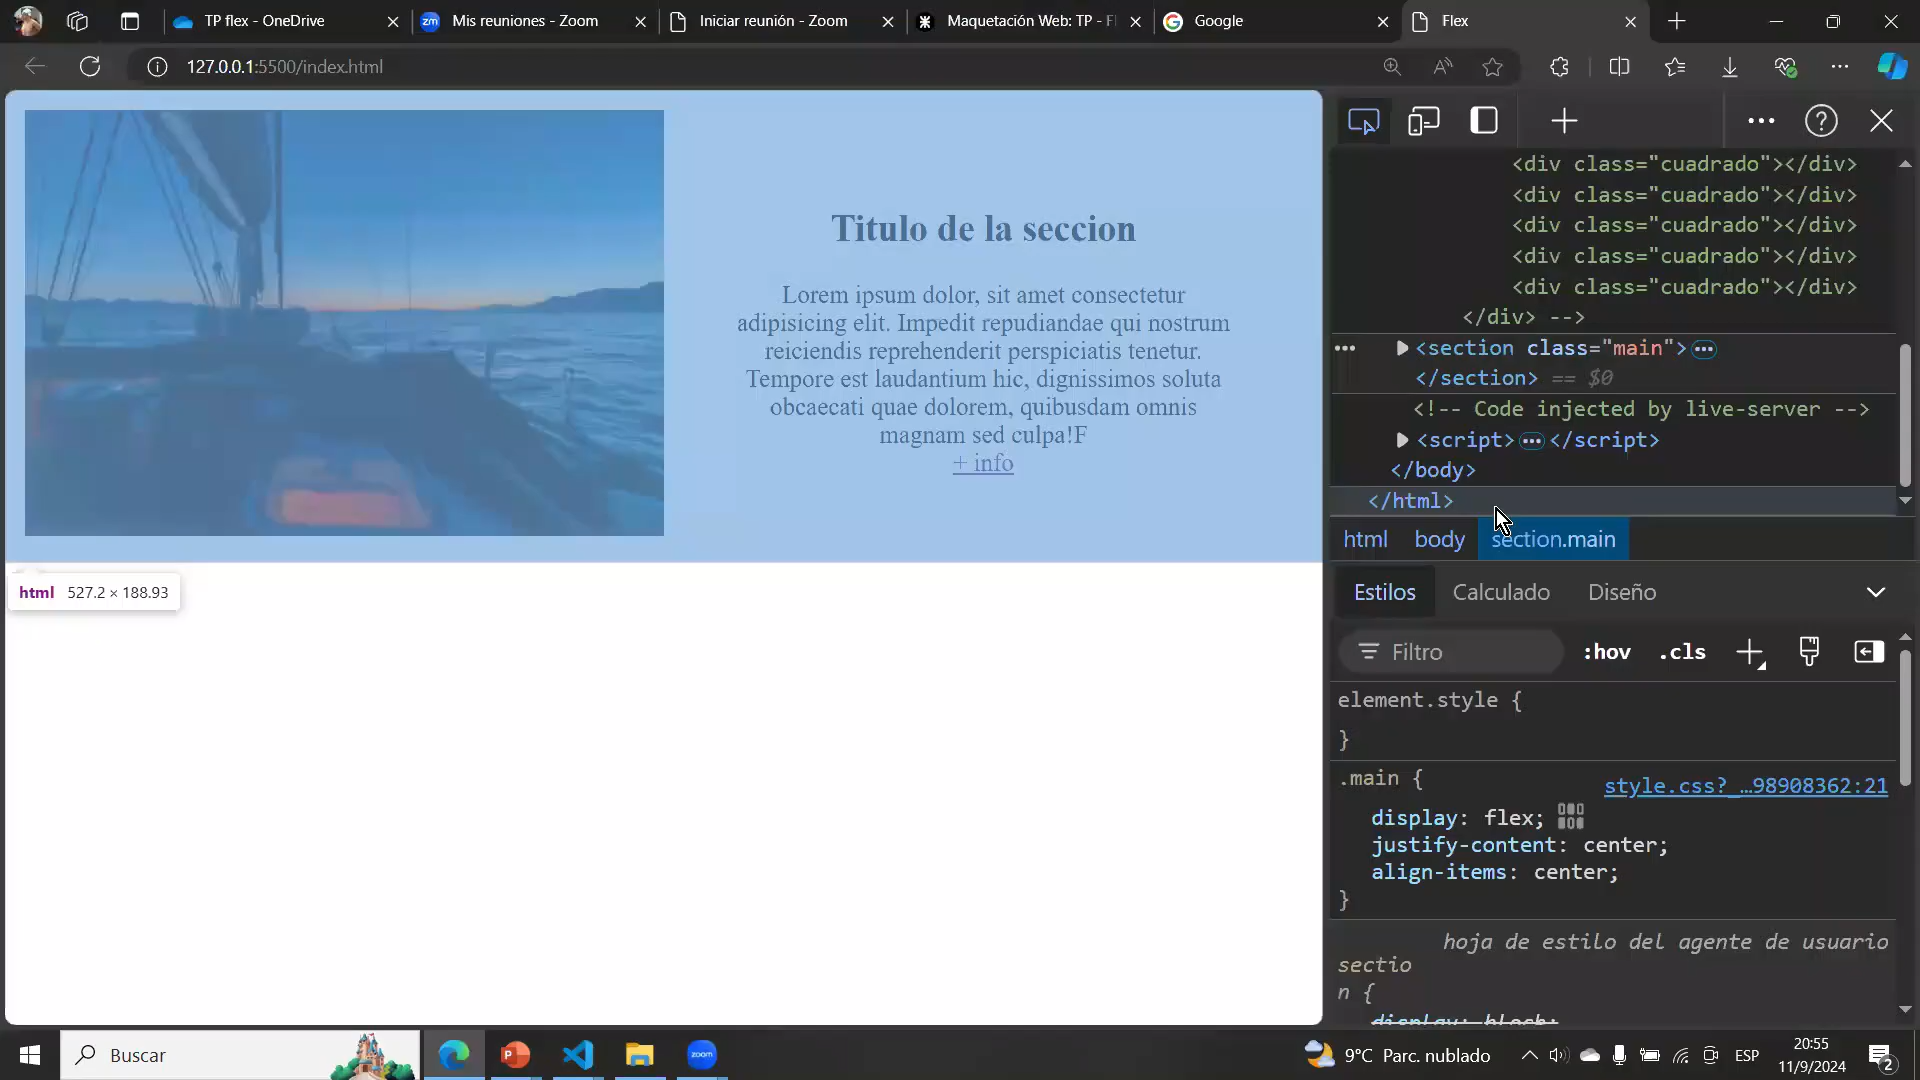 TP flex - OneDrive
Mis reuniones - Zoom
Iniciar reunión - Zoom
Maquetación Web: TP - Fl
Google
Flex
127.0.0.1:5500/index.html
Titulo de la seccion
Lorem ipsum dolor, sit amet consectetur
adipisicing elit. Impedit repudiandae qui nostrum
reiciendis reprehenderit perspiciatis tenetur.
Tempore est laudantium hic, dignissimos soluta
obcaecati quae dolorem, quibusdam omnis
magnam sed culpa!F
+ info
html 527.2 × 188.93
<div class="cuadrado"></div>
<div class="cuadrado"></div>
<div class="cuadrado"></div>
<div class="cuadrado"></div>
<div class="cuadrado"></div>
</div> -->
<section class="main">
</section> == $0
<!-- Code injected by live-server -->
<script></script>
</body>
</html>
html body section.main
Estilos Calculado Diseño
Filtro :hov .cls
element.style {
}
.main { style.css?_…98908362:21
display: flex;
justify-content: center;
align-items: center;
}
hoja de estilo del agente de usuario
sectio
n {
display: block;
Buscar
zoom
9°C Parc. nublado
ESP
20:55
11/9/2024
2